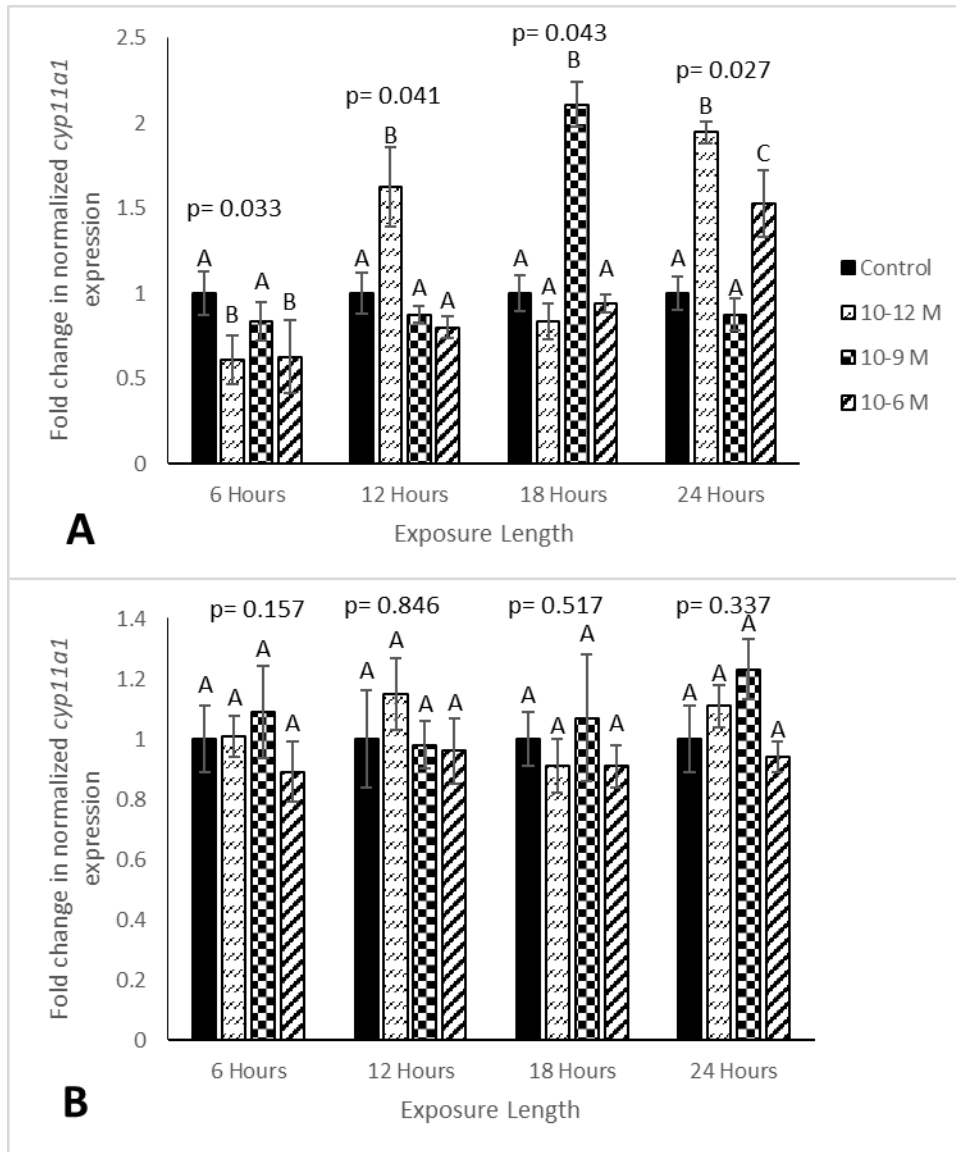 2.5
2
1.5
1
0.5
0
Fold change in normalized cyp11a1
expression
p= 0.033
A
B
A
B
p= 0.041
A
B
A
A
p= 0.043
A
A
B
A
p= 0.027
A
B
A
C
6 Hours 12 Hours 18 Hours 24 Hours
Exposure Length
A
Control
10-12 M
10-9 M
10-6 M
1.4
1.2
1
0.8
0.6
0.4
0.2
0
Fold change in normalized cyp11a1
expression
p= 0.157
A
A
A
A
p= 0.846
A
A
A
A
p= 0.517
A
A
A
A
p= 0.337
A
A
A
A
6 Hours 12 Hours 18 Hours 24 Hours
Exposure Length
B